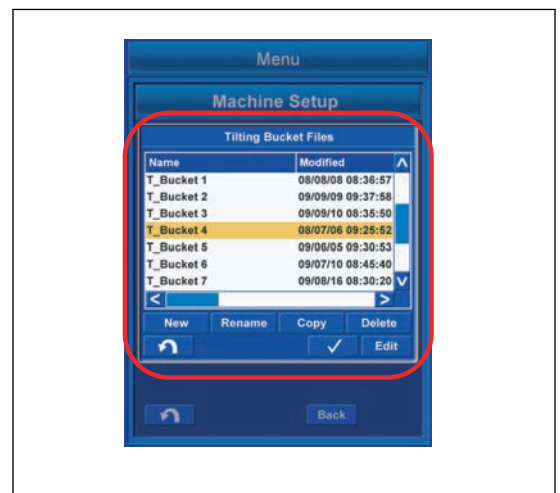 Menu
Machine Setup
Tilting Bucket Files
Name Modified
T_Bucket 1 08/08/08 08:36:57
T_Bucket 2 09/09/09 09:37:58
T_Bucket 3 09/09/10 08:35:50
T_Bucket 4 08/07/06 09:25:52
T_Bucket 5 09/06/05 09:30:53
T_Bucket 6 09/07/10 08:45:40
T_Bucket 7 09/08/16 08:30:20
New Rename Copy Delete
Edit
Back